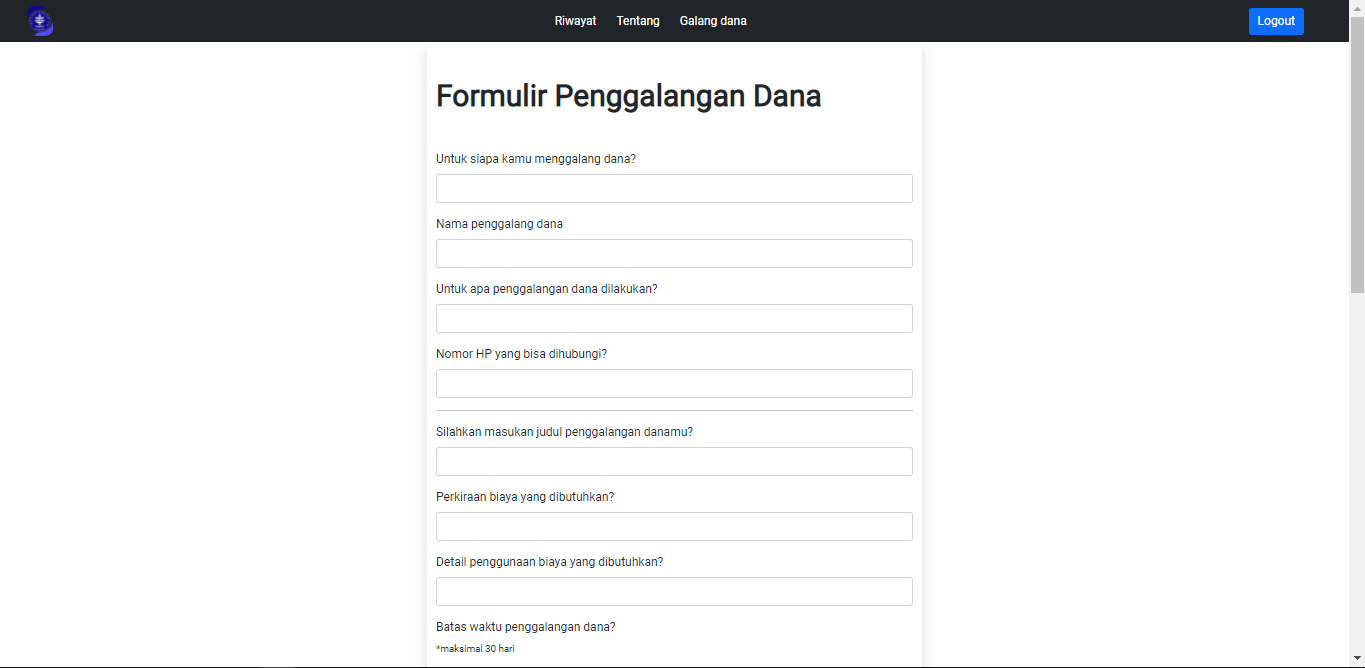 Riwayat Tentang Galang dana Logout
Formulir Penggalangan Dana
Untuk siapa kamu menggalang dana?
Nama penggalang dana
Untuk apa penggalangan dana dilakukan?
Nomor HP yang bisa dihubungi?
Silahkan masukan judul penggalangan danamu?
Perkiraan biaya yang dibutuhkan?
Detail penggunaan biaya yang dibutuhkan?
Batas waktu penggalangan dana?
*maksimal 30 hari